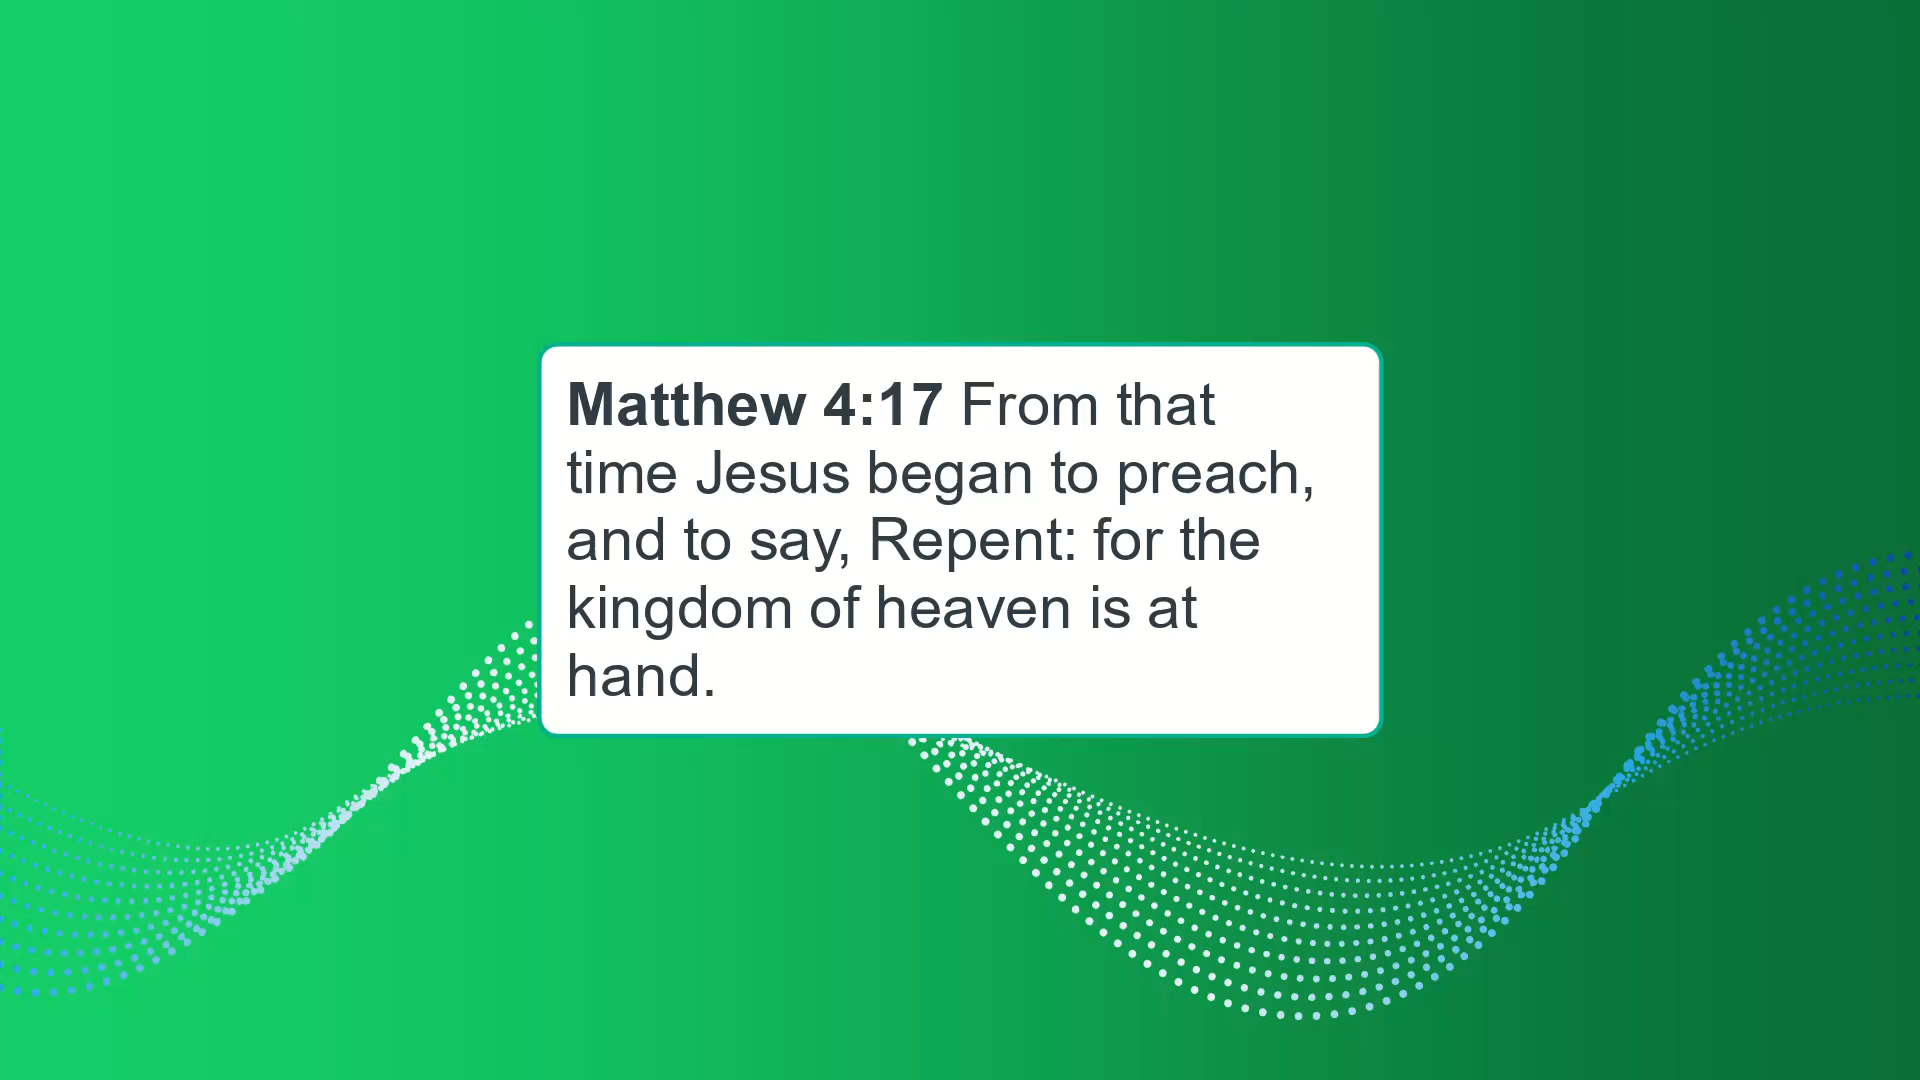 Matthew 4:17 From that
time Jesus began to preach,
and to say, Repent: for the
kingdom of heaven is at
hand.